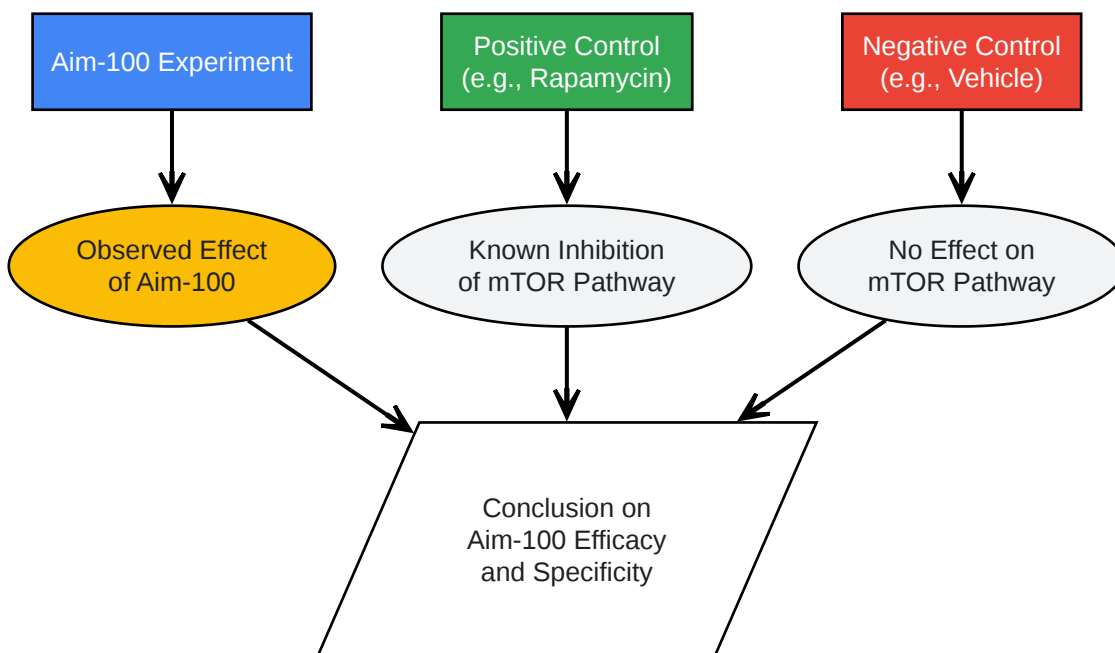 Aim-100 Experiment
Positive Control
(e.g., Rapamycin)
Negative Control
(e.g., Vehicle)
Observed Effect
of Aim-100
Known Inhibition
of mTOR Pathway
No Effect on
mTOR Pathway
Conclusion on
Aim-100 Efficacy
and Specificity